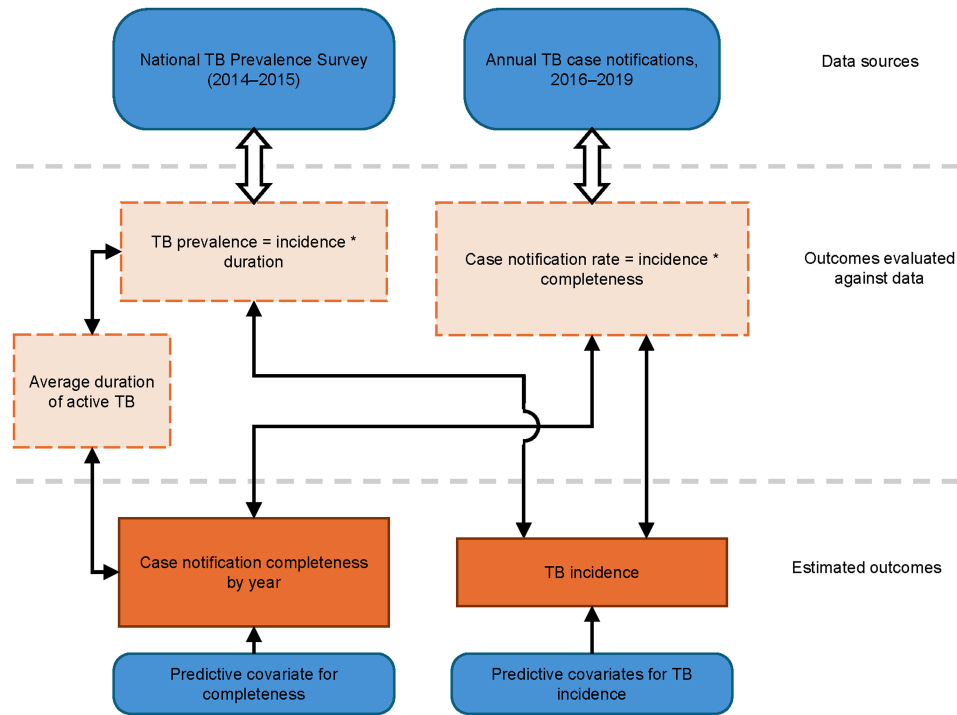 National TB Prevalence Survey
(2014–2015)
Annual TB case notifications,
2016–2019
Data sources
TB prevalence = incidence *
duration
Case notification rate = incidence *
completeness
Outcomes evaluated
against data
Average duration
of active TB
Case notification completeness
by year
TB incidence
Estimated outcomes
Predictive covariate for
completeness
Predictive covariates for TB
incidence